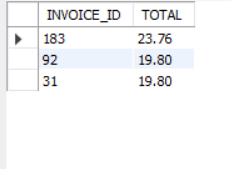 INVOICE_ID TOTAL
183 23.76
92 19.80
31 19.80